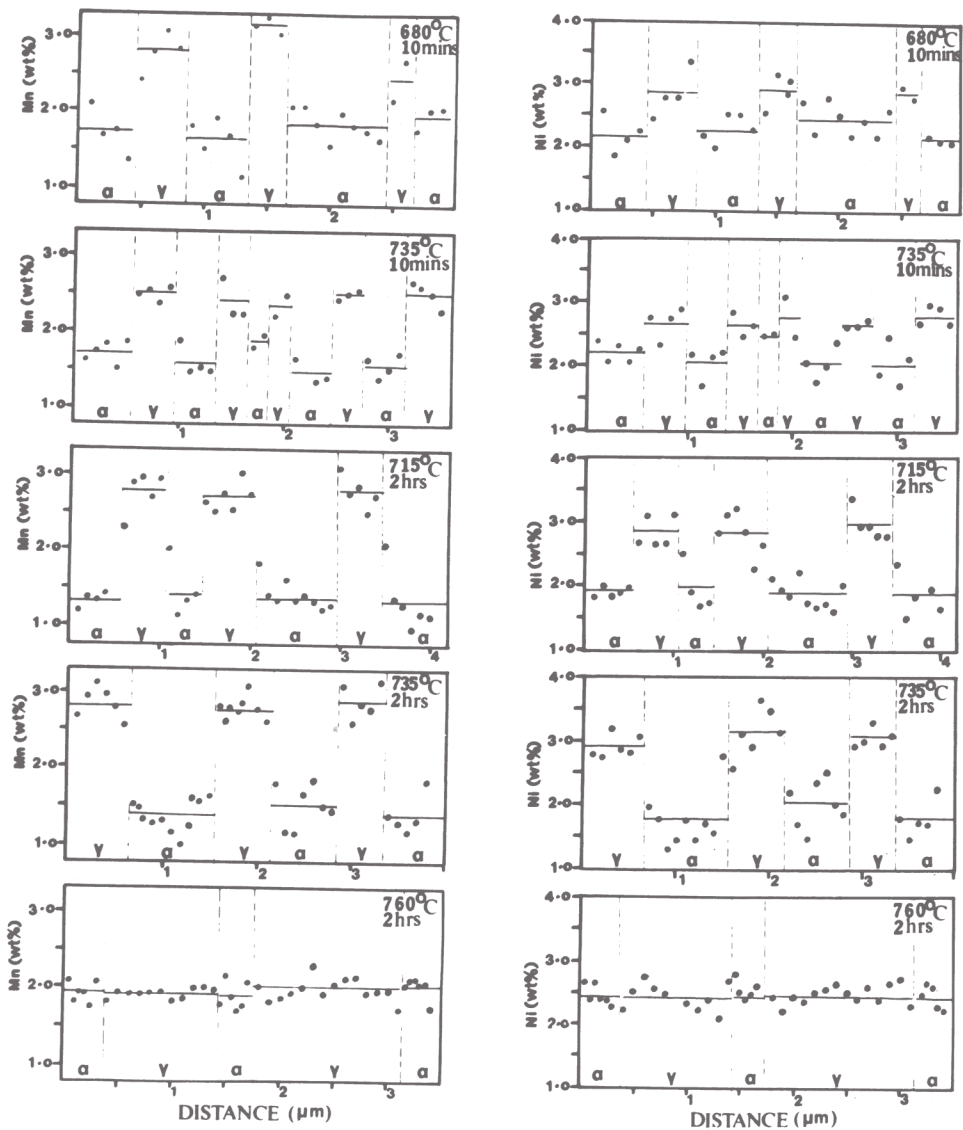 Mn (wt%)
3·0
2·0
1·0
680°C
10mins
α γ α γ α γ α
1 2
Ni (wt%)
4·0
3·0
2·0
1·0
680°C
10mins
α γ α γ α γ α
1 2
Mn (wt%)
3·0
2·0
1·0
735°C
10mins
α γ α γ α γ α γ α γ
1 2 3
Ni (wt%)
4·0
3·0
2·0
1·0
735°C
10mins
α γ α γ α γ α γ α γ
1 2 3
Mn (wt%)
3·0
2·0
1·0
715°C
2hrs
α γ α γ α γ α
1 2 3 4
Ni (wt%)
4·0
3·0
2·0
1·0
715°C
2hrs
α γ α γ α γ α
1 2 3 4
Mn (wt%)
3·0
2·0
1·0
735°C
2hrs
γ α γ α γ α
1 2 3
Ni (wt%)
4·0
3·0
2·0
1·0
735°C
2hrs
γ α γ α γ α
1 2 3
Mn (wt%)
3·0
2·0
1·0
760°C
2hrs
α γ α γ α
1 2 3
DISTANCE (μm)
Ni (wt%)
4·0
3·0
2·0
1·0
760°C
2hrs
α γ α γ α
1 2 3
DISTANCE (μm)